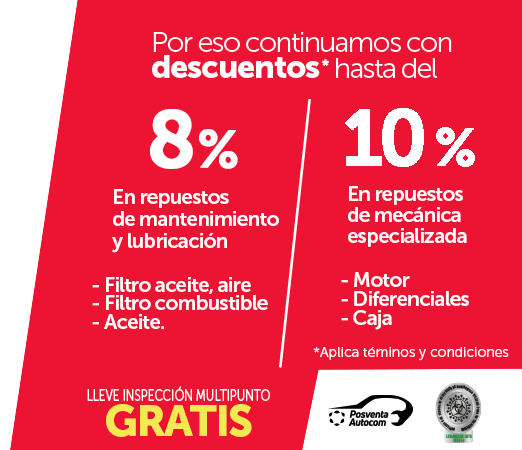 Por eso continuamos con
descuentos* hasta del
8%
En repuestos
de mantenimiento
y lubricación
- Filtro aceite, aire
- Filtro combustible
- Aceite.
10%
En repuestos
de mecánica
especializada
- Motor
- Diferenciales
- Caja
*Aplica téminos y condiciones
LLEVE INSPECCIÓN MULTIPUNTO
GRATIS
Posventa
Autocom